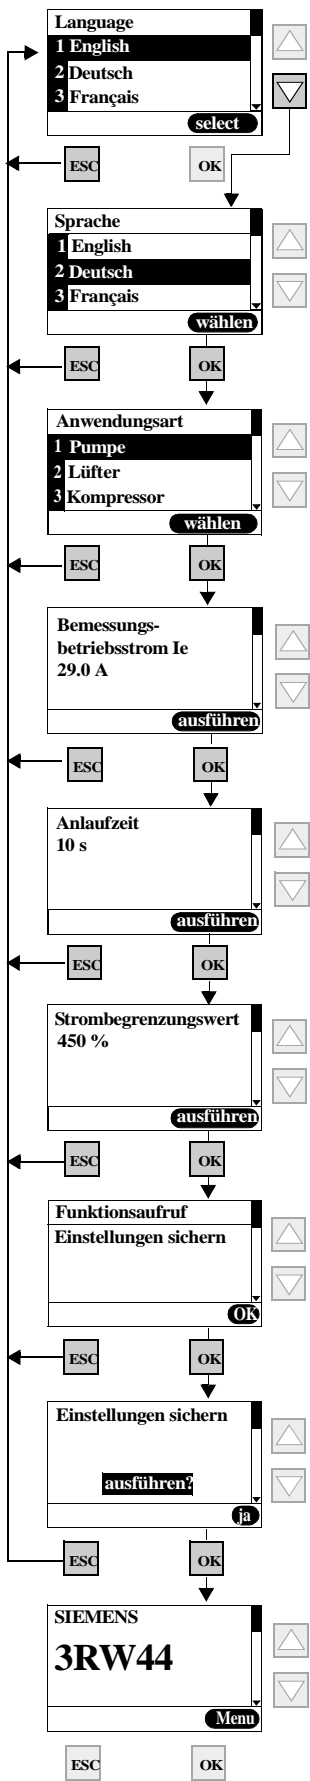 Language
1 English
2 Deutsch
3 Français
select
ESC OK
Sprache
1 English
2 Deutsch
3 Français
wählen
ESC OK
Anwendungsart
1 Pumpe
2 Lüfter
3 Kompressor
wählen
ESC OK
Bemessungs-
betriebsstrom Ie
29.0 A
ausführen
ESC OK
Anlaufzeit
10 s
ausführen
ESC OK
Strombegrenzungswert
450 %
ausführen
ESC OK
Funktionsaufruf
Einstellungen sichern
OK
ESC OK
Einstellungen sichern
ausführen?
ja
ESC OK
SIEMENS
3RW44
Menu
ESC OK